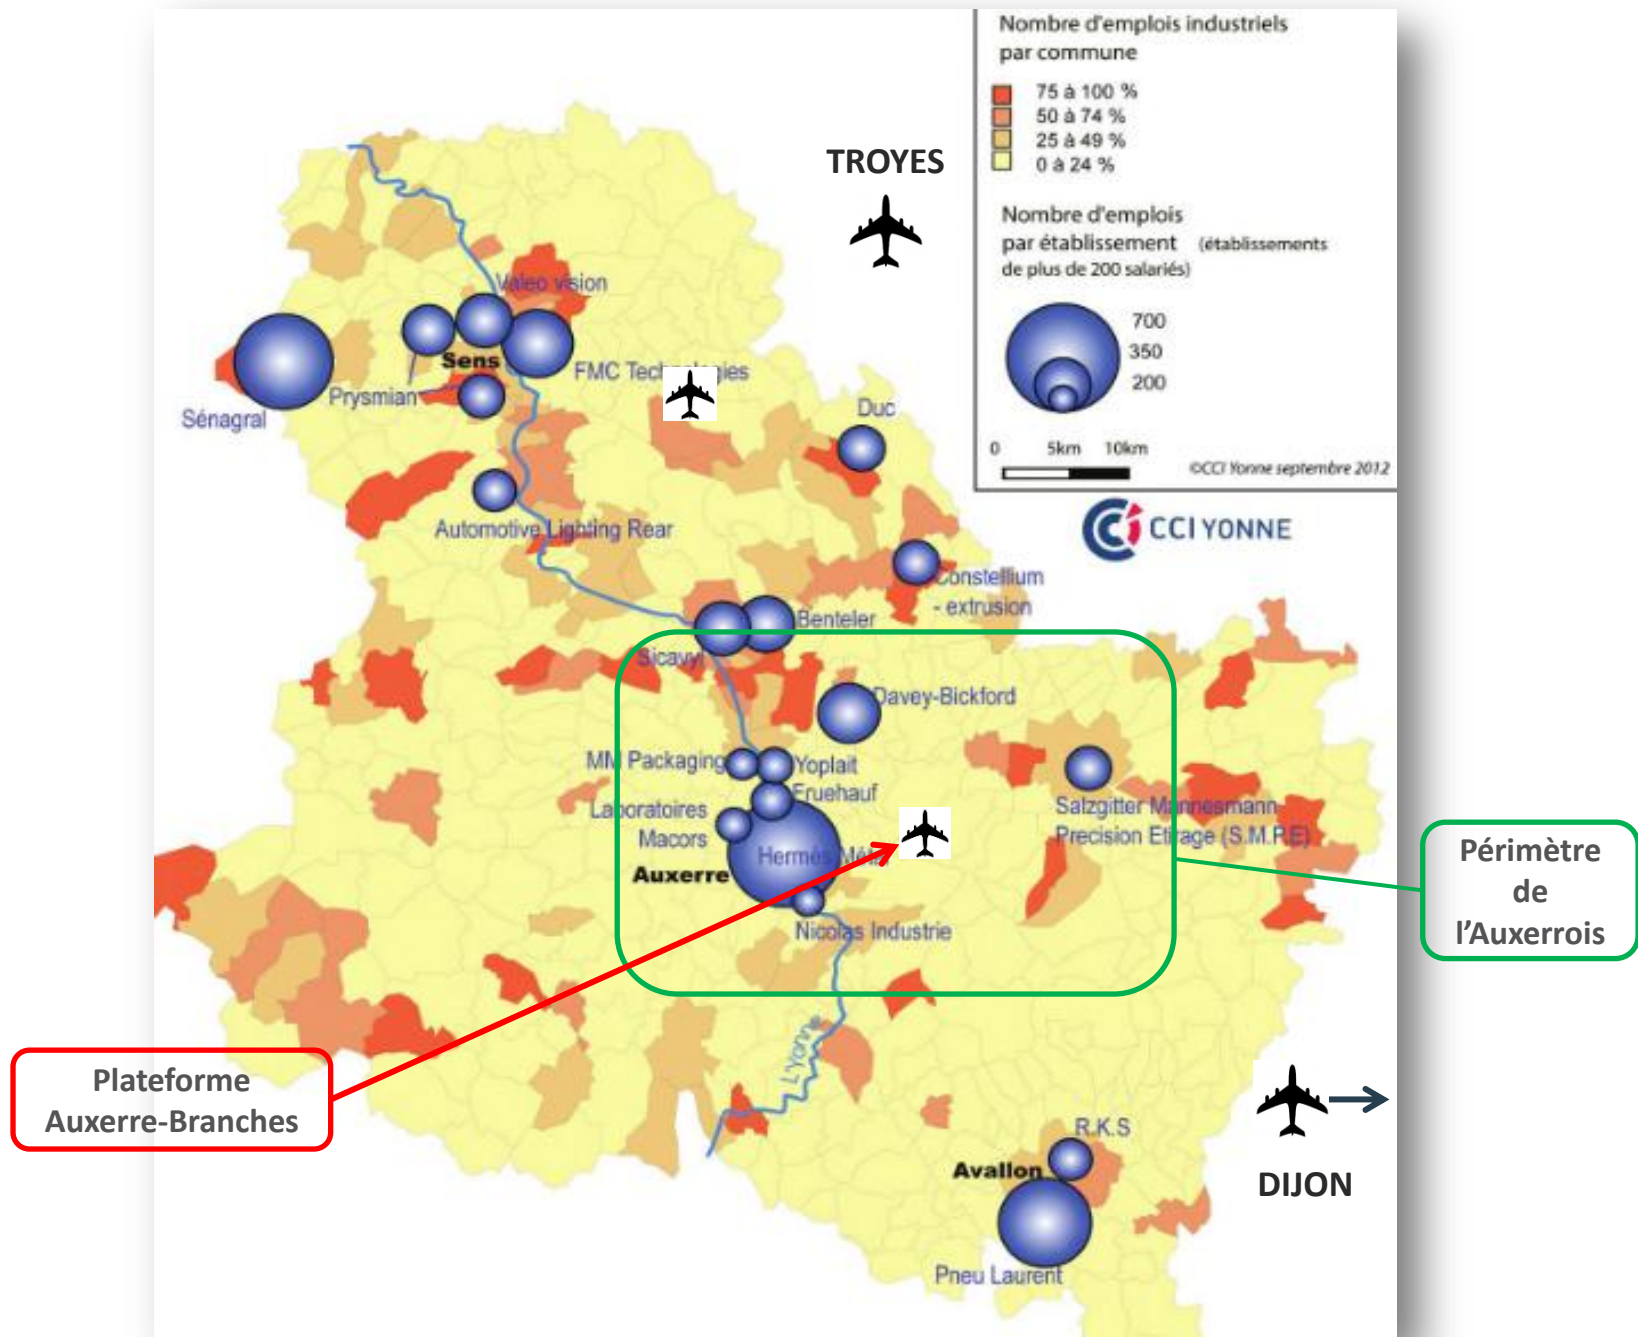 Nombre d'emplois industriels
par commune
75 à 100 %
50 à 74 %
25 à 49 %
0 à 24 %
Nombre d'emplois
par établissement (établissements
de plus de 200 salariés)
700
350
200
0 5km 10km
©CCI Yonne septembre 2012
CCI YONNE
TROYES
Valeo vision
Sens
FMC Technologies
Prysmian
Sénagral
Duc
Automotive Lighting Rear
Constellium
- extrusion
Benteler
Sicavyl
Davey-Bickford
MM Packaging
Yoplait
Fruehauf
Laboratoires
Macors
Hermès Métal
Auxerre
Nicolas Industrie
Salzgitter Mannesmann
Precision Etirage (S.M.P.E)
Périmètre
de
l'Auxerrois
L'Yonne
Plateforme
Auxerre-Branches
R.K.S
Avallon
DIJON
Pneu Laurent